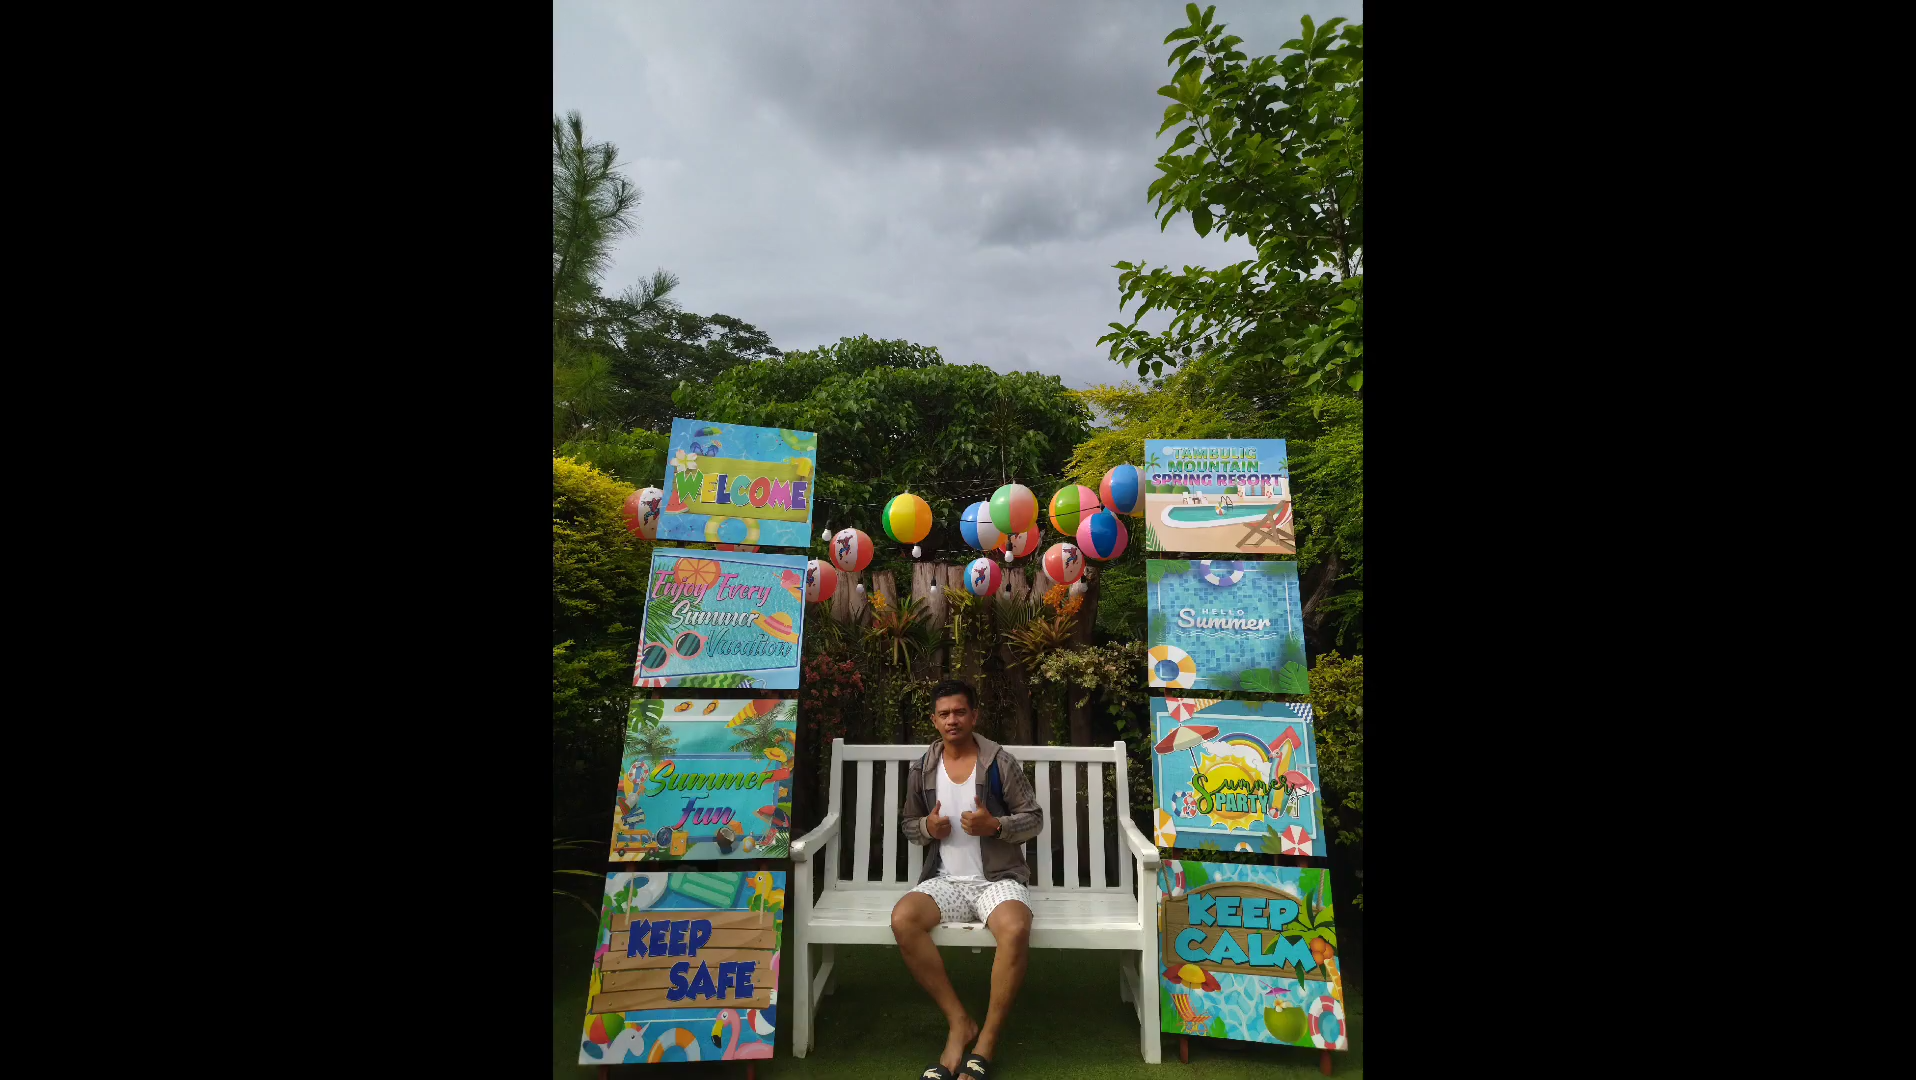 WELCOME
Enjoy Every
Summer
Vacation
Summer
Fun
KEEP
SAFE
TAMBULIG
MOUNTAIN
SPRING RESORT
HELLO
Summer
Summer
PARTY
KEEP
CALM